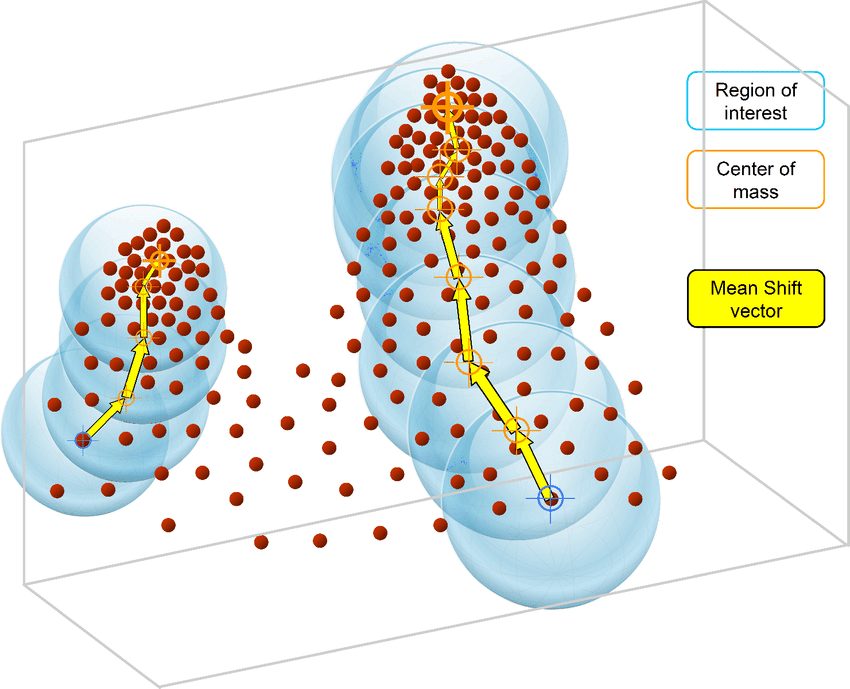 Region of
interest
Center of
mass
Mean Shift
vector